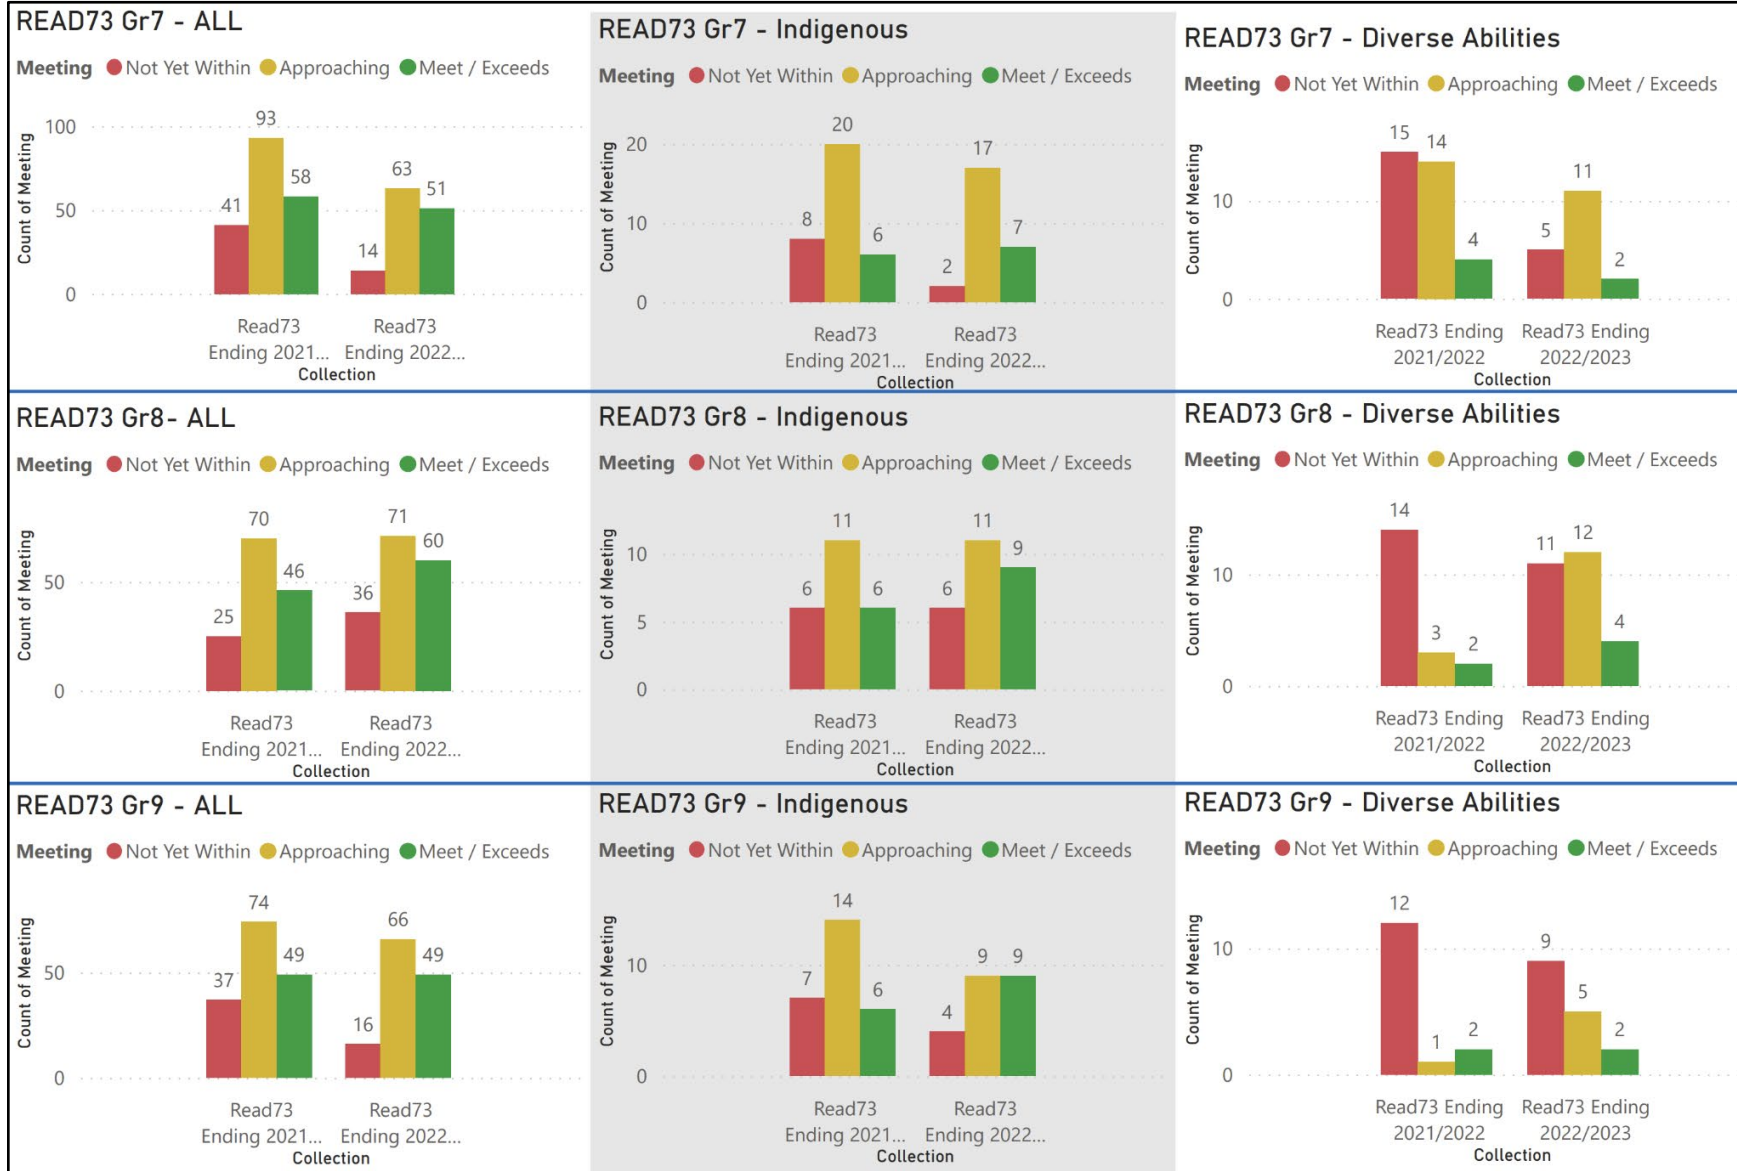 READ73 Gr7 - ALL
Meeting Not Yet Within Approaching Meet / Exceeds
Count of Meeting
100
50
0
41
93
58
14
63
51
Read73
Ending 2021...
Read73
Ending 2022...
Collection
READ73 Gr7 - Indigenous
Meeting Not Yet Within Approaching Meet / Exceeds
Count of Meeting
20
10
0
8
20
6
2
17
7
Read73
Ending 2021...
Read73
Ending 2022...
Collection
READ73 Gr7 - Diverse Abilities
Meeting Not Yet Within Approaching Meet / Exceeds
Count of Meeting
10
0
15
14
4
5
11
2
Read73 Ending
2021/2022
Read73 Ending
2022/2023
Collection
READ73 Gr8- ALL
Meeting Not Yet Within Approaching Meet / Exceeds
Count of Meeting
50
0
25
70
46
36
71
60
Read73
Ending 2021...
Read73
Ending 2022...
Collection
READ73 Gr8 - Indigenous
Meeting Not Yet Within Approaching Meet / Exceeds
Count of Meeting
10
5
0
6
11
6
6
11
9
Read73
Ending 2021...
Read73
Ending 2022...
Collection
READ73 Gr8 - Diverse Abilities
Meeting Not Yet Within Approaching Meet / Exceeds
Count of Meeting
10
0
14
3
2
11
12
4
Read73 Ending
2021/2022
Read73 Ending
2022/2023
Collection
READ73 Gr9 - ALL
Meeting Not Yet Within Approaching Meet / Exceeds
Count of Meeting
50
0
37
74
49
16
66
49
Read73
Ending 2021...
Read73
Ending 2022...
Collection
READ73 Gr9 - Indigenous
Meeting Not Yet Within Approaching Meet / Exceeds
Count of Meeting
10
0
7
14
6
4
9
9
Read73
Ending 2021...
Read73
Ending 2022...
Collection
READ73 Gr9 - Diverse Abilities
Meeting Not Yet Within Approaching Meet / Exceeds
Count of Meeting
10
0
12
1
2
9
5
2
Read73 Ending
2021/2022
Read73 Ending
2022/2023
Collection